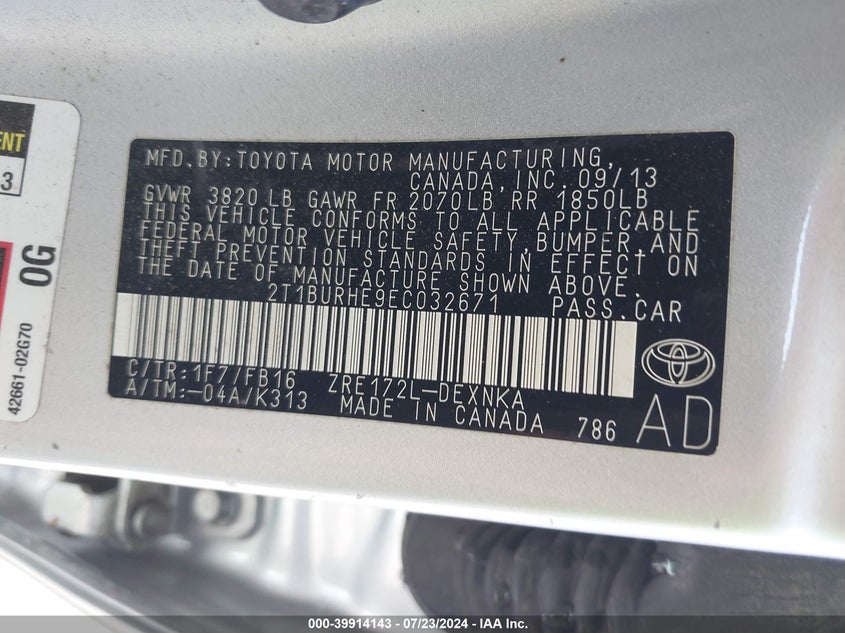 MFD.BY:TOYOTA MOTOR MANUFACTURING,
CANADA,INC.09/13
GVWR 3820 LB GAWR FR 2070LB RR 1850LB
THIS VEHICLE CONFORMS TO ALL APPLICABLE
FEDERAL MOTOR VEHICLE SAFETY,BUMPER,AND
THEFT PREVENTION STANDARDS IN EFFECT ON
THE DATE OF MANUFACTURE SHOWN ABOVE.
2T1BURHE9EC032671 PASS.CAR
C/TR:1F7/FB16 ZRE172L-DEXNKA
A/TM:-04A/K313 MADE IN CANADA 786
AD
3
0G
42661-02G70
000-39914143 - 07/23/2024 - IAA Inc.